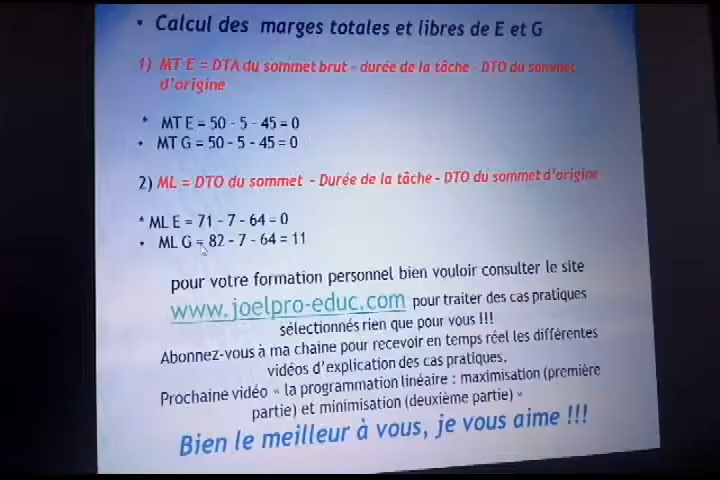 • Calcul des marges totales et libres de E et G
1) MT E = DTA du sommet brut - durée de la tâche - DTO du sommet
d'origine
* MT E = 50 - 5 - 45 = 0
• MT G = 50 - 5 - 45 = 0
2) ML = DTO du sommet - Durée de la tâche - DTO du sommet d'origine
* ML E = 71 - 7 - 64 = 0
• ML G = 82 - 7 - 64 = 11
pour votre formation personnel bien vouloir consulter le site
www.joelpro-educ.com pour traiter des cas pratiques
sélectionnés rien que pour vous !!!
Abonnez-vous à ma chaine pour recevoir en temps réel les différentes
vidéos d'explication des cas pratiques.
Prochaine vidéo « la programmation linéaire : maximisation (première
partie) et minimisation (deuxième partie) »
Bien le meilleur à vous, je vous aime !!!